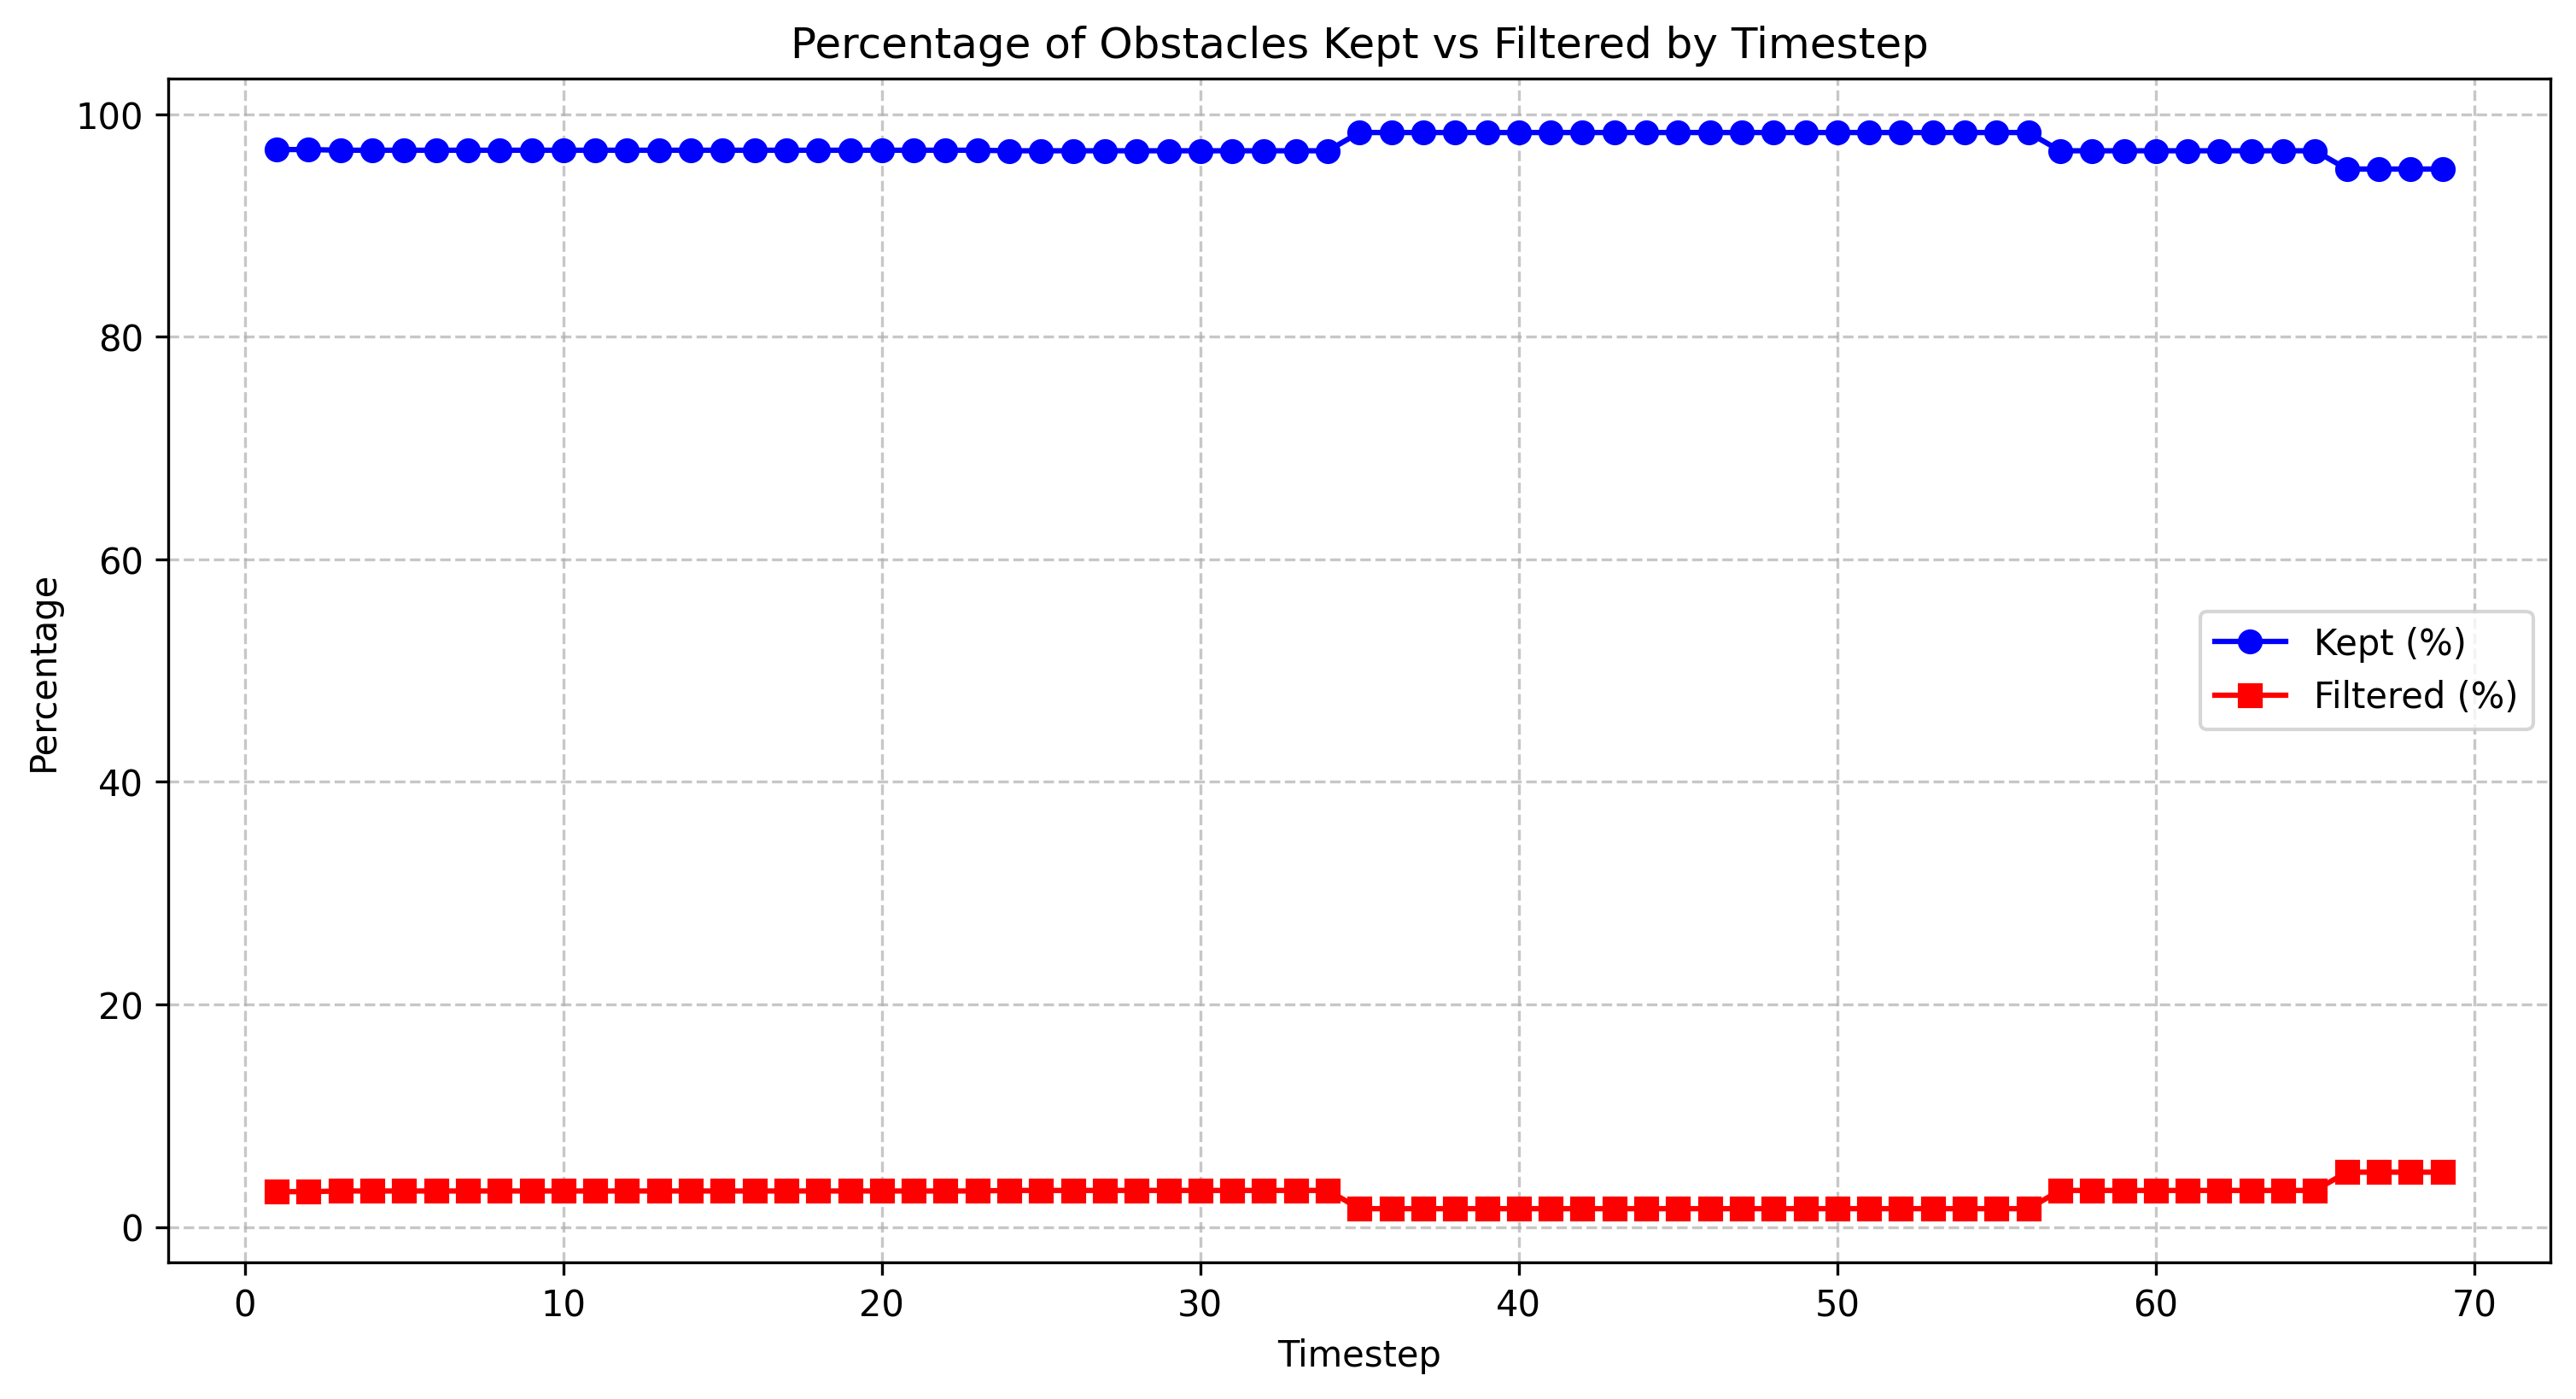 Percentage of Obstacles Kept vs Filtered by Timestep
100
80
60
40
20
0
Percentage
Kept (%)
Filtered (%)
0 10 20 30 40 50 60 70
Timestep